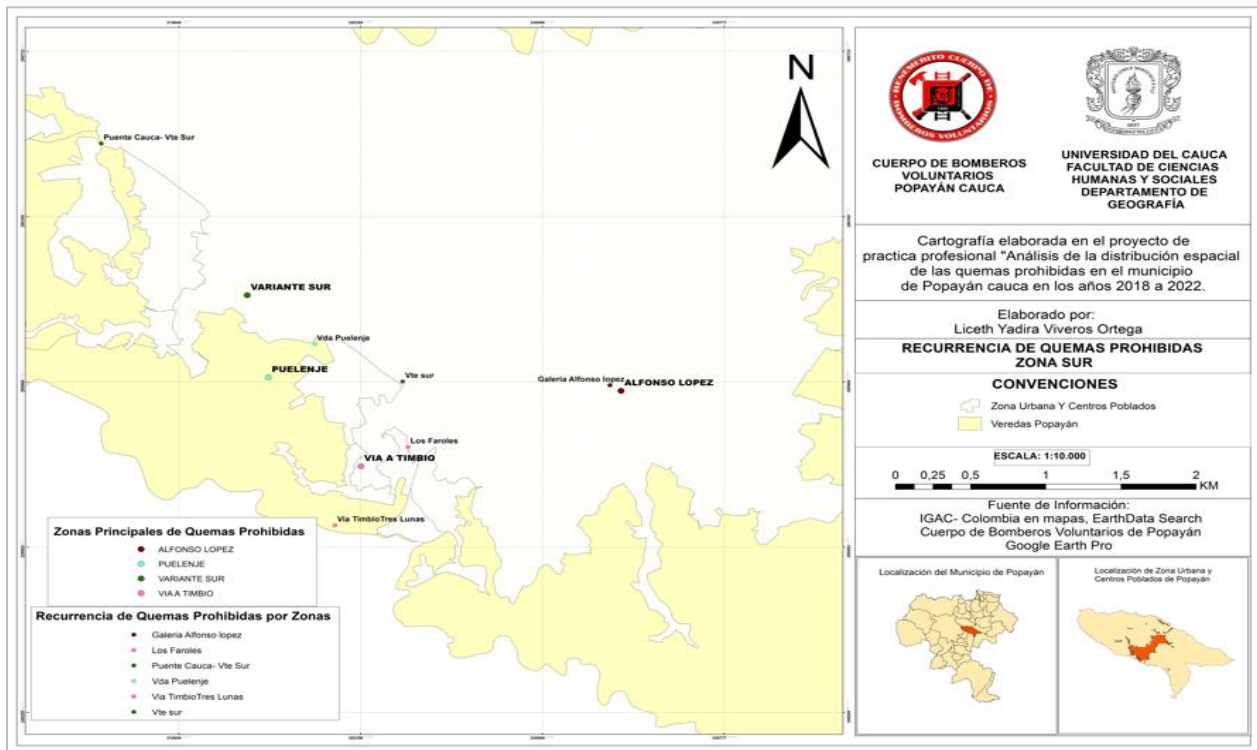 N
Puente Cauca- Vte Sur
VARIANTE SUR
Vda Puelenje
PUELENJE
Vte sur
Galeria Alfonso lopez
ALFONSO LOPEZ
Los Faroles
VIA A TIMBIO
Via TimbioTres Lunas
Zonas Principales de Quemas Prohibidas
ALFONSO LOPEZ
PUELENJE
VARIANTE SUR
VIA A TIMBIO
Recurrencia de Quemas Prohibidas por Zonas
Galeria Alfonso lopez
Los Faroles
Puente Cauca- Vte Sur
Vda Puelenje
Via TimbioTres Lunas
Vte sur
BENEMERITO CUERPO DE
BOMBEROS VOLUNTARIOS
CUERPO DE BOMBEROS
VOLUNTARIOS
POPAYÁN CAUCA
UNIVERSIDAD DEL CAUCA
FACULTAD DE CIENCIAS
HUMANAS Y SOCIALES
DEPARTAMENTO DE
GEOGRAFÍA
Cartografía elaborada en el proyecto de
practica profesional "Análisis de la distribución espacial
de las quemas prohibidas en el municipio
de Popayán cauca en los años 2018 a 2022.
Elaborado por:
Liceth Yadira Viveros Ortega
RECURRENCIA DE QUEMAS PROHIBIDAS
ZONA SUR
CONVENCIONES
Zona Urbana Y Centros Poblados
Veredas Popayán
ESCALA: 1:10.000
0 0,25 0,5 1 1,5 2
KM
Fuente de Información:
IGAC- Colombia en mapas, EarthData Search
Cuerpo de Bomberos Voluntarios de Popayán
Google Earth Pro
Localización del Municipio de Popayán
Localización de Zona Urbana y
Centros Poblados de Popayán